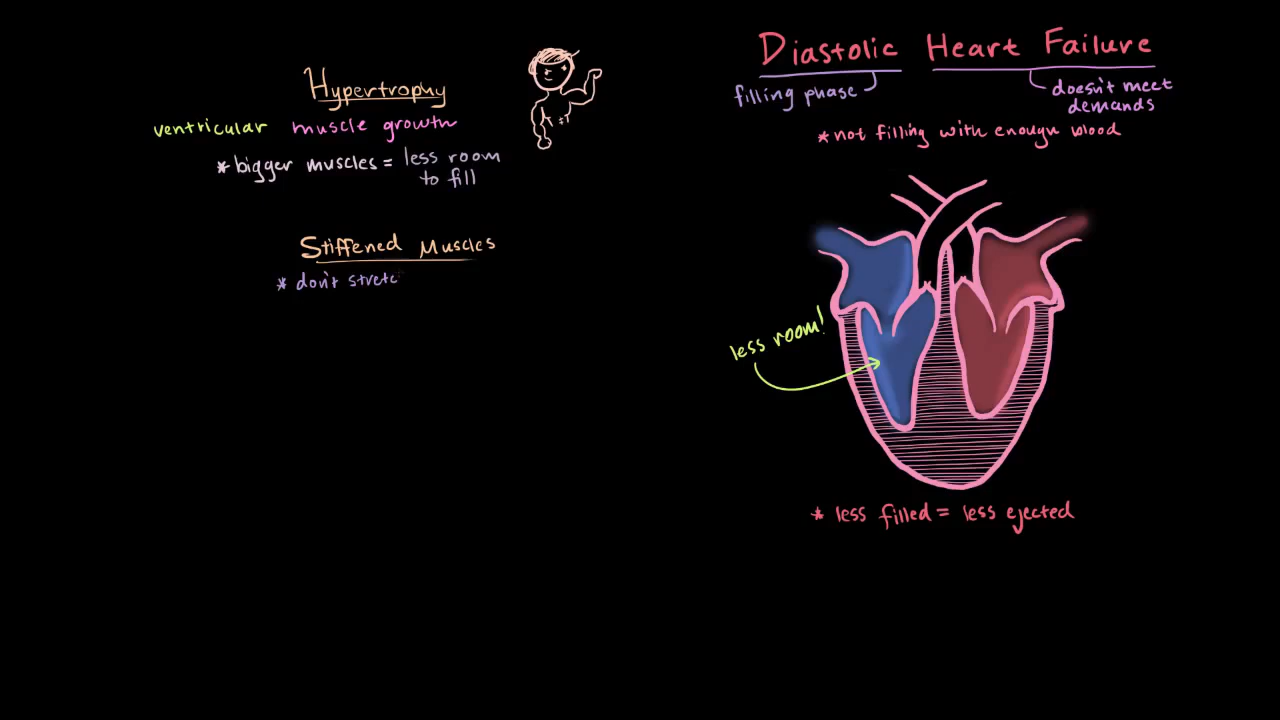 Hypertrophy
ventricular muscle growth
* bigger muscles = less room
to fill
Stiffened Muscles
* don't stretc
Diastolic Heart Failure
filling phase
doesn't meet
demands
* not filling with enough blood
less room!
* less filled = less ejected